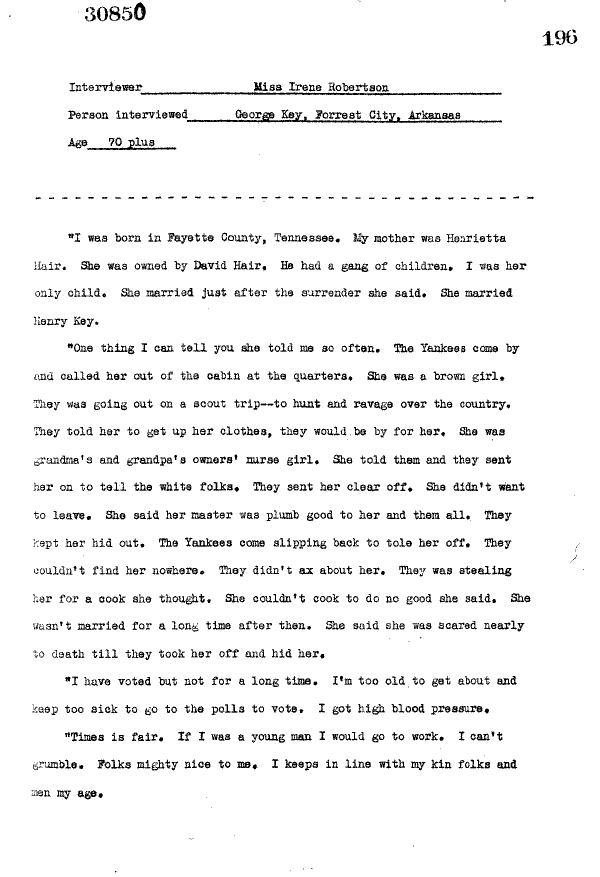 30850
196
Interviewer Miss Irene Robertson
Person interviewed George Key, Forrest City, Arkansas
Age 70 plus
"I was born in Fayette County, Tennessee. My mother was Henrietta
Hair. She was owned by David Hair. He had a gang of children. I was her
only child. She married just after the surrender she said. She married
Henry Key.
"One thing I can tell you she told me so often. The Yankees come by
and called her out of the cabin at the quarters. She was a brown girl.
They was going out on a scout trip--to hunt and ravage over the country.
They told her to get up her clothes, they would be by for her. She was
grandma's and grandpa's owners' nurse girl. She told them and they sent
her on to tell the white folks. They sent her clear off. She didn't want
to leave. She said her master was plumb good to her and them all. They
kept her hid out. The Yankees come slipping back to tole her off. They
couldn't find her nowhere. They didn't ax about her. They was stealing
her for a cook she thought. She couldn't cook to do no good she said. She
wasn't married for a long time after then. She said she was scared nearly
to death till they took her off and hid her.
"I have voted but not for a long time. I'm too old to get about and
keep too sick to go to the polls to vote. I got high blood pressure.
"Times is fair. If I was a young man I would go to work. I can't
grumble. Folks mighty nice to me. I keeps in line with my kin folks and
men my age.